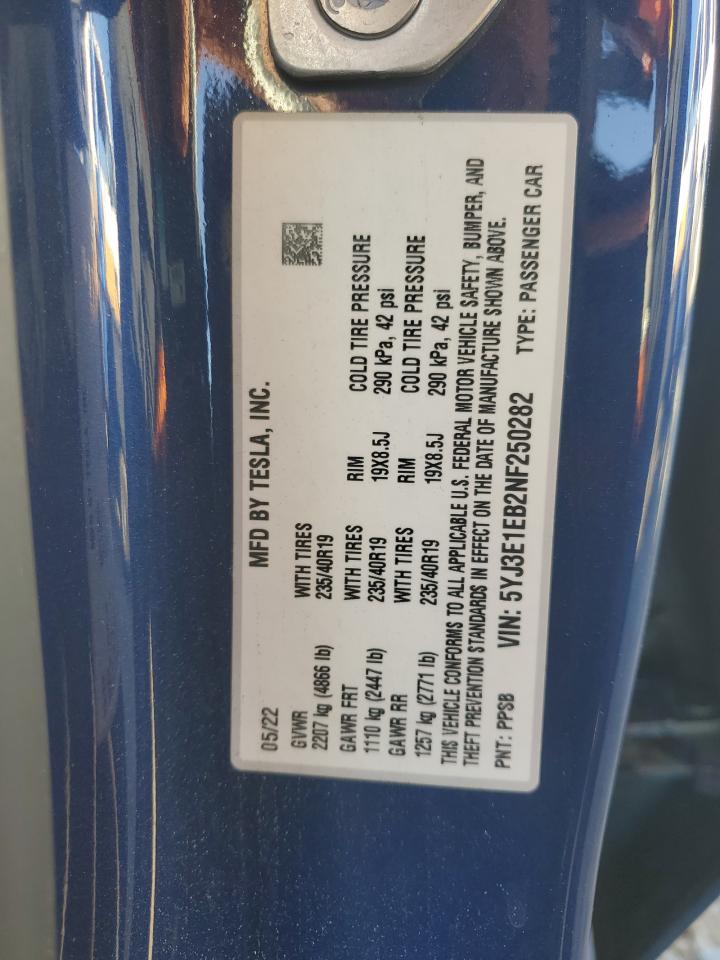 MFD BY TESLA, INC.
05/22
GVWR WITH TIRES
2207 kg (4866 lb) 235/40R19
GAWR FRT WITH TIRES RIM COLD TIRE PRESSURE
1110 kg (2447 lb) 235/40R19 19X8.5J 290 kPa, 42 psi
GAWR RR WITH TIRES RIM COLD TIRE PRESSURE
1257 kg (2771 lb) 235/40R19 19X8.5J 290 kPa, 42 psi
THIS VEHICLE CONFORMS TO ALL APPLICABLE U.S. FEDERAL MOTOR VEHICLE SAFETY, BUMPER, AND
THEFT PREVENTION STANDARDS IN EFFECT ON THE DATE OF MANUFACTURE SHOWN ABOVE.
PNT: PPSB VIN: 5YJ3E1EB2NF250282 TYPE: PASSENGER CAR